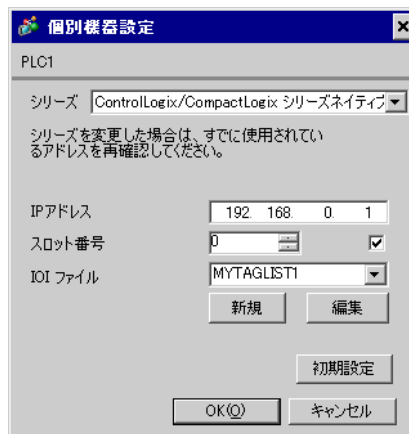 個別機器設定
PLC1
シリーズ ControlLogix/CompactLogix シリーズネイティブ
シリーズを変更した場合は、すでに使用されてい
るアドレスを再確認してください。
IPアドレス 192. 168. 0. 1
スロット番号 0
IOI ファイル MYTAGLIST1
新規 編集
初期設定
OK(O) キャンセル